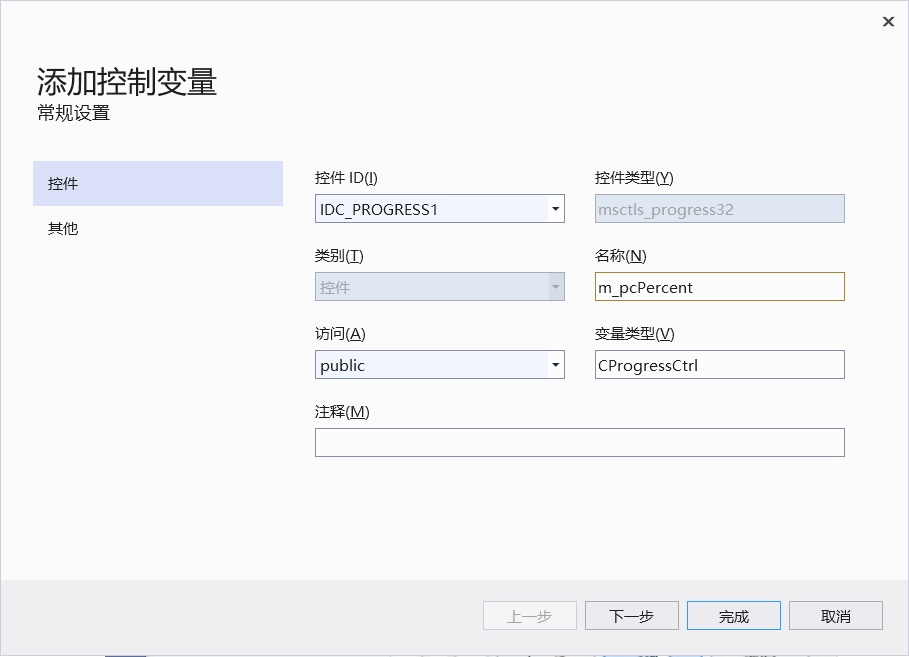 添加控制变量
常规设置
控件
其他
控件 ID(I)
控件类型(Y)
IDC_PROGRESS1
msctls_progress32
类别(T)
名称(N)
控件
m_pcPercent
访问(A)
变量类型(V)
public
CProgressCtrl
注释(M)
上一步
下一步
完成
取消